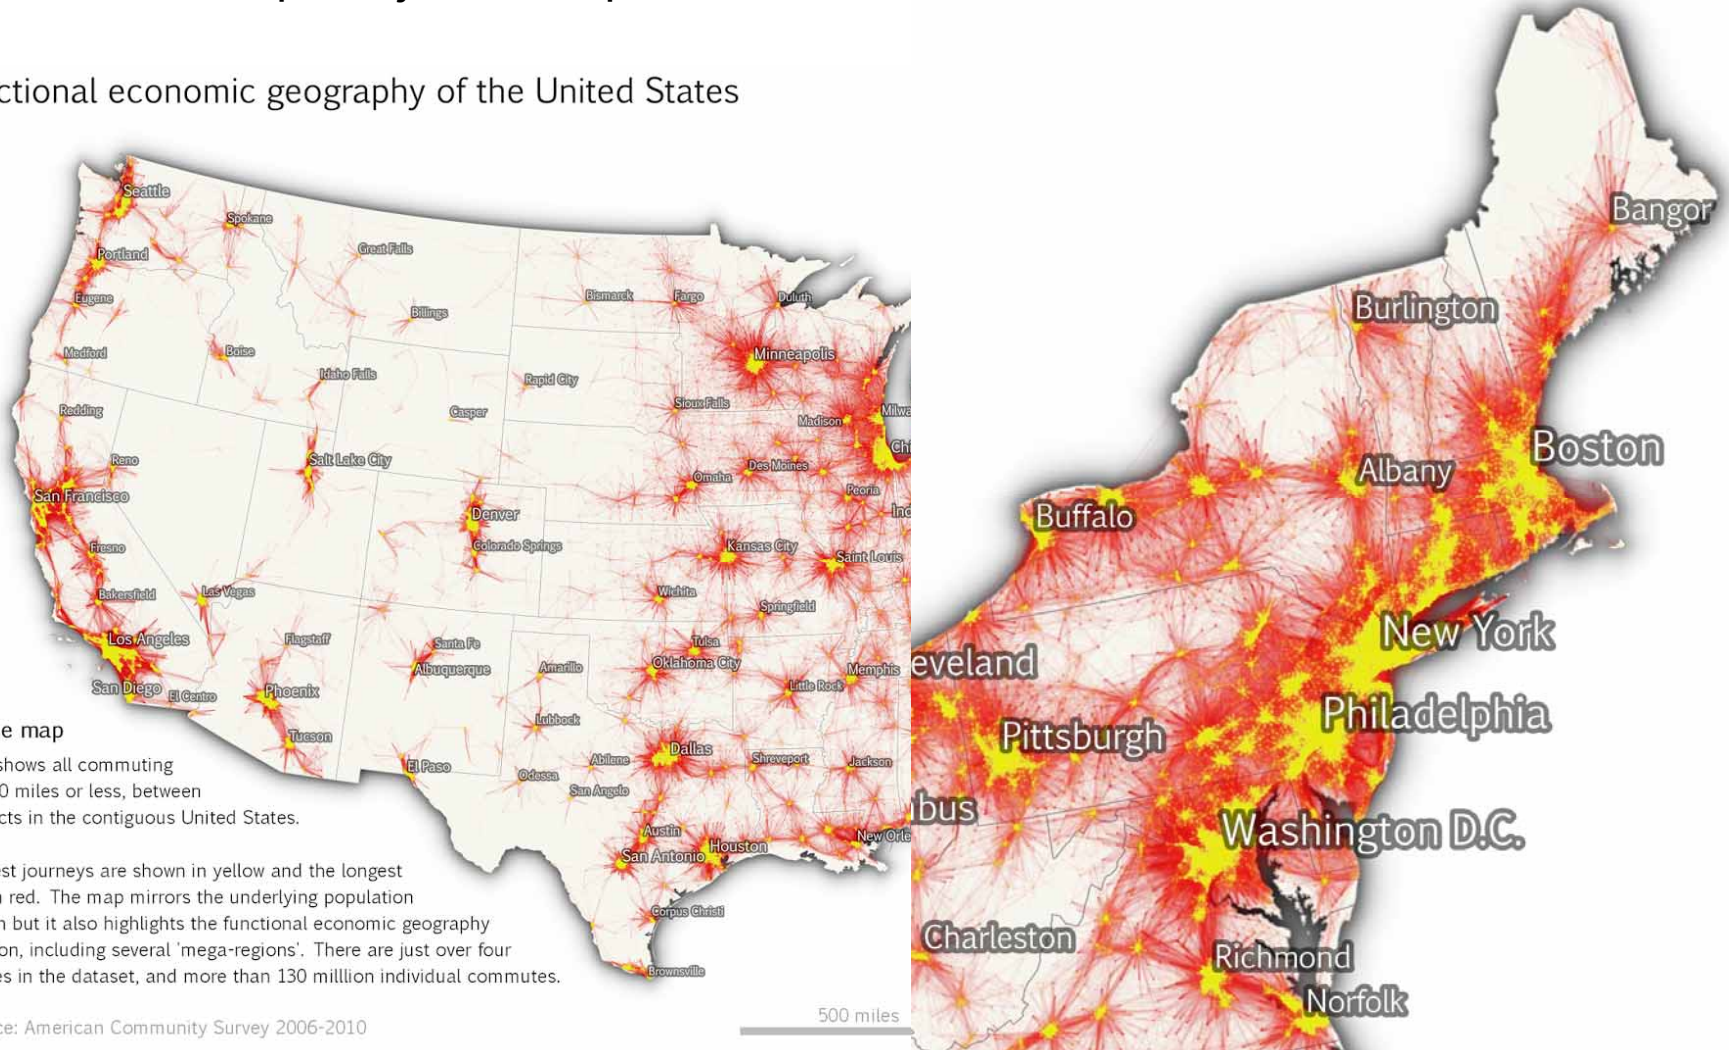 ctional economic geography of the United States
Seattle
Spokane
Portland
Great Falls
Eugene
Bismarck
Fargo
Duluth
Billings
Medford
Boise
Minneapolis
Idaho Falls
Rapid City
Redding
Casper
Sioux Falls
Madison
Milwa
Reno
Salt Lake City
Chi
Des Moines
San Francisco
Omaha
Peoria
Denver
Ind
Fresno
Colorado Springs
Kansas City
Saint Louis
Bakersfield
Las Vegas
Wichita
Springfield
Los Angeles
Flagstaff
Santa Fe
Tulsa
Albuquerque
Amarillo
Oklahoma City
Memphis
San Diego
El Centro
Phoenix
Little Rock
Lubbock
Tucson
Dallas
Abilene
Shreveport
Jackson
El Paso
Odessa
San Angelo
Austin
New Orle
San Antonio
Houston
Corpus Christi
Brownsville
e map
shows all commuting
0 miles or less, between
cts in the contiguous United States.
est journeys are shown in yellow and the longest
n red. The map mirrors the underlying population
n but it also highlights the functional economic geography
on, including several 'mega-regions'. There are just over four
es in the dataset, and more than 130 milllion individual commutes.
ce: American Community Survey 2006-2010
500 miles
Bangor
Burlington
Boston
Albany
Buffalo
New York
eveland
Philadelphia
Pittsburgh
bus
Washington D.C.
Charleston
Richmond
Norfolk